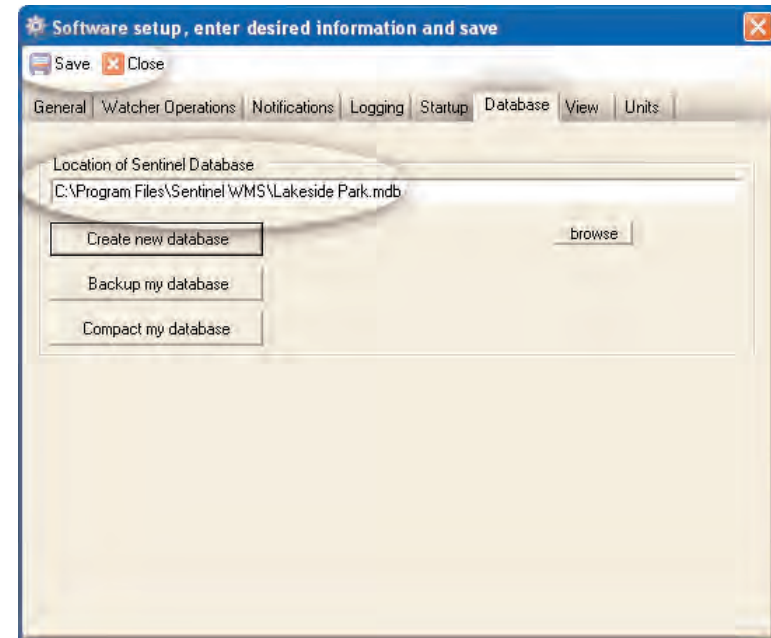 Software setup, enter desired information and save
Save Close
General Watcher Operations Notifications Logging Startup Database View Units
Location of Sentinel Database
C:\Program Files\Sentinel WMS\Lakeside Park.mdb
Create new database browse
Backup my database
Compact my database